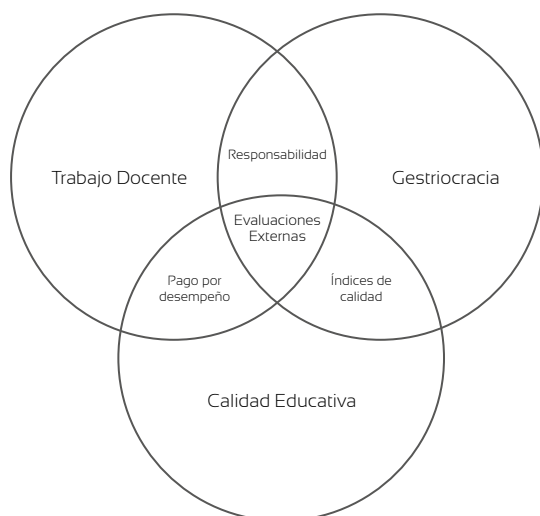 Responsabilidad
Trabajo Docente
Gestriocracia
Evaluaciones
Externas
Pago por
desempeño
Índices de
calidad
Calidad Educativa